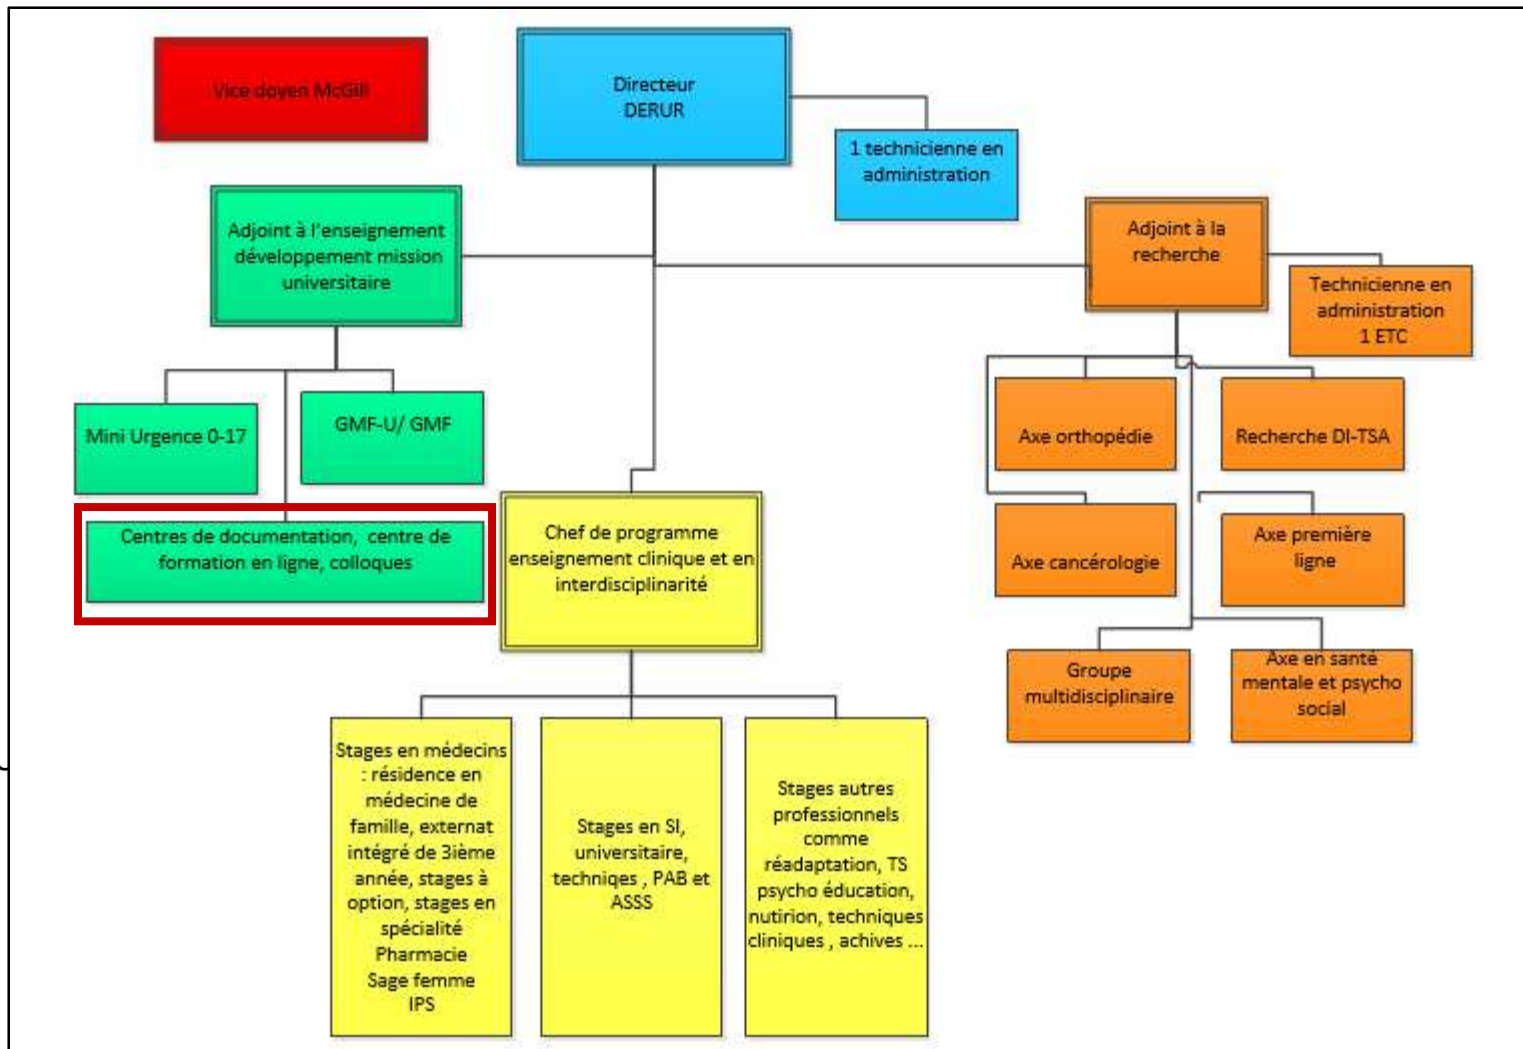 Vice doyen McGill
Directeur
DERUR
1 technicienne en
administration
Adjoint à l'enseignement
développement mission
universitaire
Adjoint à la
recherche
Technicienne en
administration
1 ETC
Mini Urgence 0-17
GMF-U/ GMF
Axe orthopédie
Recherche DI-TSA
Centres de documentation, centre de
formation en ligne, colloques
Chef de programme
enseignement clinique et en
interdisciplinarité
Axe cancérologie
Axe première
ligne
Groupe
multidisciplinaire
Axe en santé
mentale et psycho
social
Stages en médecins
: résidence en
médecine de
famille, externat
intégré de 3ième
année, stages à
option, stages en
spécialité
Pharmacie
Sage femme
IPS
Stages en SI,
universitaire,
techniqes , PAB et
ASSS
Stages autres
professionnels
comme
réadaptation, TS
psycho éducation,
nutirion, techniques
cliniques , achives ...